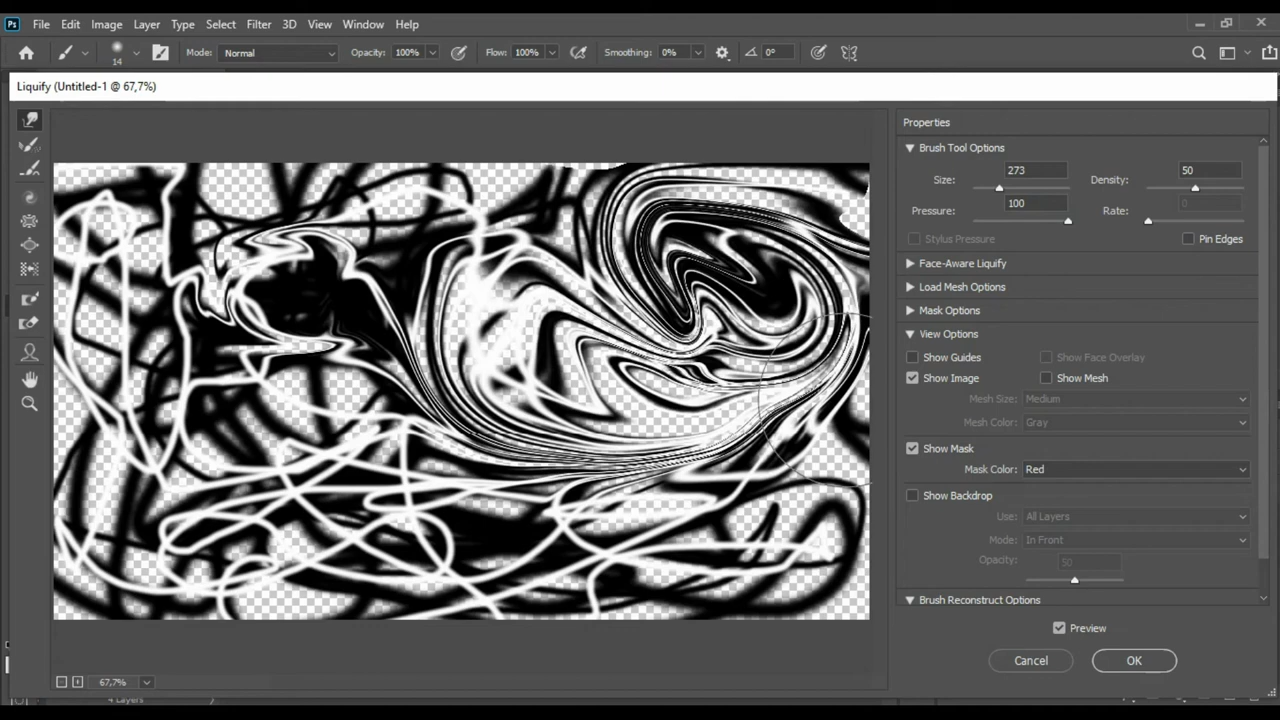 Ps File Edit Image Layer Type Select Filter 3D View Window Help
14 Mode: Normal Opacity: 100% Flow: 100% Smoothing: 0% 0°
Liquify (Untitled-1 @ 67,7%)
Properties
Brush Tool Options
Size: 273 Density: 50
Pressure: 100 Rate: 0
Stylus Pressure Pin Edges
Face-Aware Liquify
Load Mesh Options
Mask Options
View Options
Show Guides Show Face Overlay
Show Image Show Mesh
Mesh Size: Medium
Mesh Color: Gray
Show Mask
Mask Color: Red
Show Backdrop
Use: All Layers
Mode: In Front
Opacity: 50
Brush Reconstruct Options
Preview
Cancel OK
67,7%
4 Layers